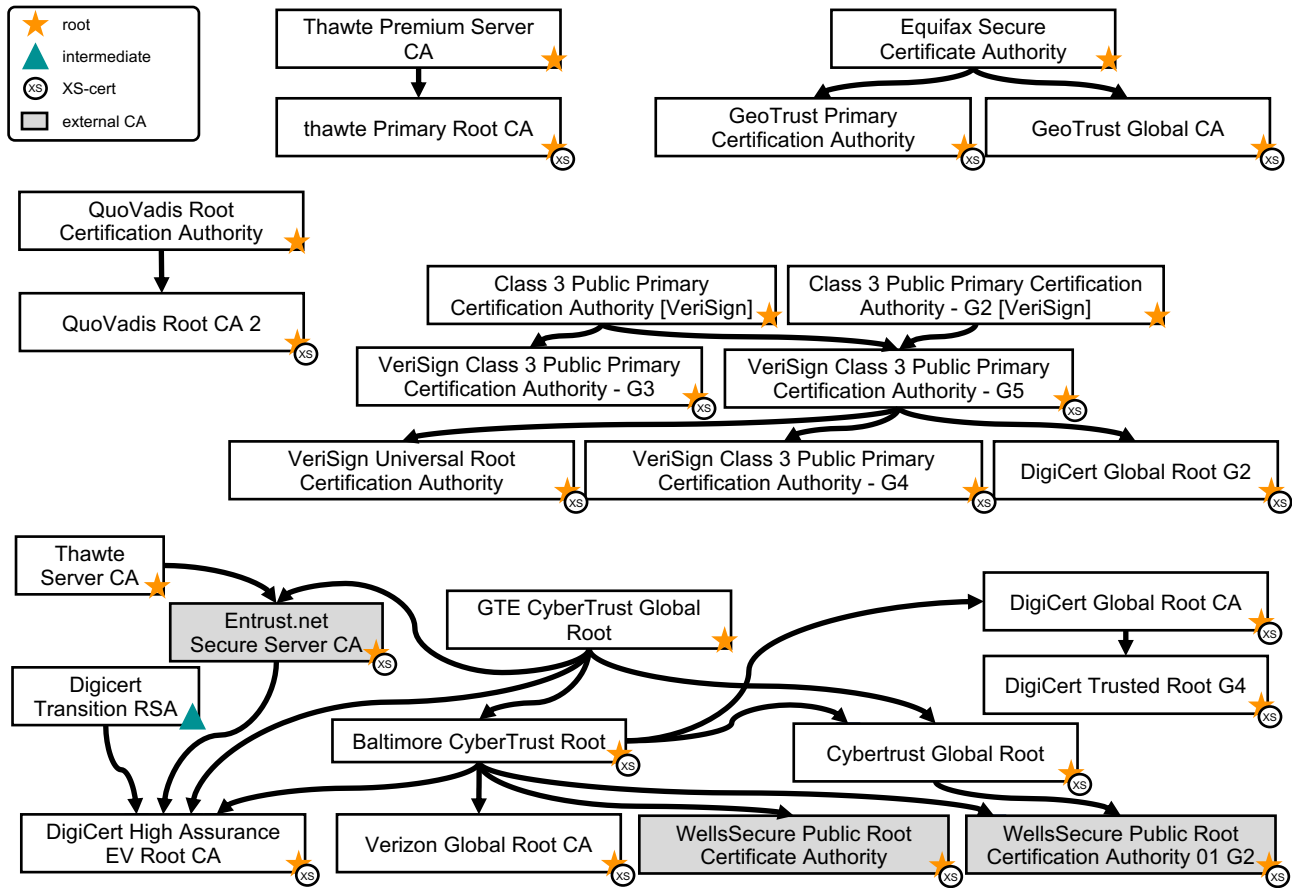 root
intermediate
XS
XS-cert
external CA
Thawte Premium Server
CA
thawte Primary Root CA
XS
Equifax Secure
Certificate Authority
GeoTrust Primary
Certification Authority
XS
GeoTrust Global CA
XS
QuoVadis Root
Certification Authority
QuoVadis Root CA 2
XS
Class 3 Public Primary
Certification Authority [VeriSign]
Class 3 Public Primary Certification
Authority - G2 [VeriSign]
VeriSign Class 3 Public Primary
Certification Authority - G3
XS
VeriSign Class 3 Public Primary
Certification Authority - G5
XS
VeriSign Universal Root
Certification Authority
XS
VeriSign Class 3 Public Primary
Certification Authority - G4
XS
DigiCert Global Root G2
XS
Thawte
Server CA
Entrust.net
Secure Server CA
XS
GTE CyberTrust Global
Root
DigiCert Global Root CA
XS
Digicert
Transition RSA
DigiCert Trusted Root G4
XS
Baltimore CyberTrust Root
XS
Cybertrust Global Root
XS
DigiCert High Assurance
EV Root CA
XS
Verizon Global Root CA
XS
WellsSecure Public Root
Certificate Authority
XS
WellsSecure Public Root
Certification Authority 01 G2
XS